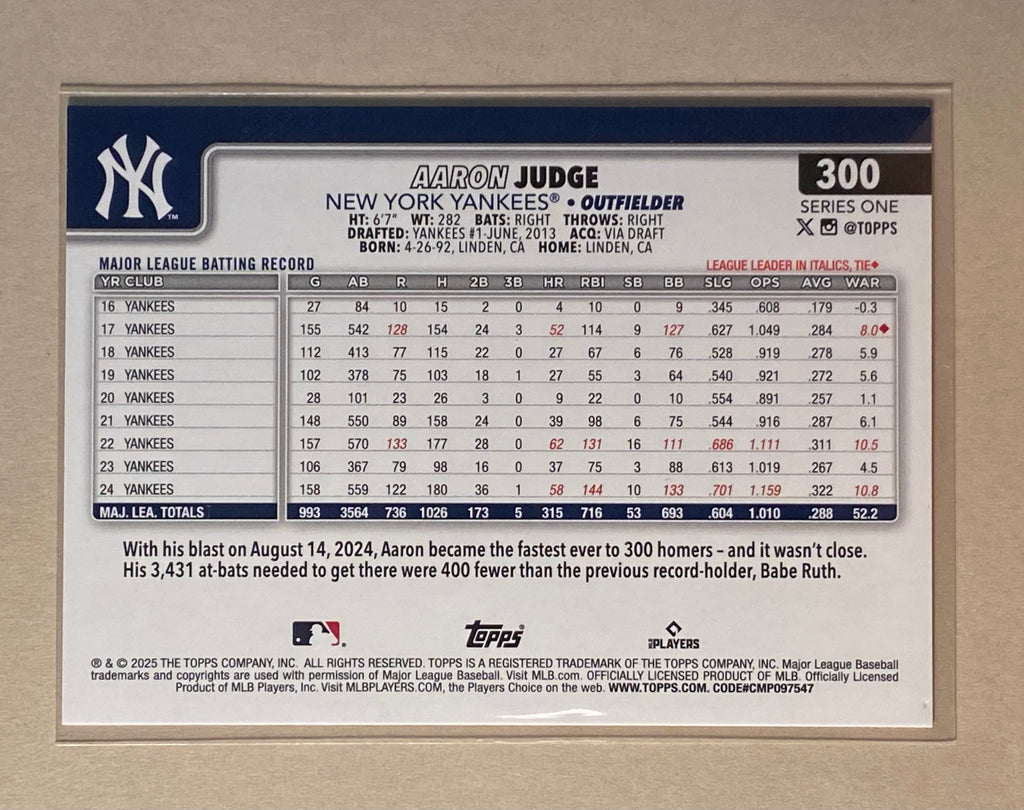 NY TM
AARON JUDGE
300
NEW YORK YANKEES® • OUTFIELDER
SERIES ONE
HT: 6'7" WT: 282 BATS: RIGHT THROWS: RIGHT
@TOPPS
DRAFTED: YANKEES #1-JUNE, 2013 ACQ: VIA DRAFT
BORN: 4-26-92, LINDEN, CA HOME: LINDEN, CA
MAJOR LEAGUE BATTING RECORD LEAGUE LEADER IN ITALICS, TIE◆
YR CLUB G AB R H 2B 3B HR RBI SB BB SLG OPS AVG WAR
16 YANKEES 27 84 10 15 2 0 4 10 0 9 .345 .608 .179 -0.3
17 YANKEES 155 542 128 154 24 3 52 114 9 127 .627 1.049 .284 8.0◆
18 YANKEES 112 413 77 115 22 0 27 67 6 76 .528 .919 .278 5.9
19 YANKEES 102 378 75 103 18 1 27 55 3 64 .540 .921 .272 5.6
20 YANKEES 28 101 23 26 3 0 9 22 0 10 .554 .891 .257 1.1
21 YANKEES 148 550 89 158 24 0 39 98 6 75 .544 .916 .287 6.1
22 YANKEES 157 570 133 177 28 0 62 131 16 111 .686 1.111 .311 10.5
23 YANKEES 106 367 79 98 16 0 37 75 3 88 .613 1.019 .267 4.5
24 YANKEES 158 559 122 180 36 1 58 144 10 133 .701 1.159 .322 10.8
MAJ. LEA. TOTALS 993 3564 736 1026 173 5 315 716 53 693 .604 1.010 .288 52.2
With his blast on August 14, 2024, Aaron became the fastest ever to 300 homers – and it wasn't close.
His 3,431 at-bats needed to get there were 400 fewer than the previous record-holder, Babe Ruth.
Topps® PLAYERS
® & © 2025 THE TOPPS COMPANY, INC. ALL RIGHTS RESERVED. TOPPS IS A REGISTERED TRADEMARK OF THE TOPPS COMPANY, INC. Major League Baseball
trademarks and copyrights are used with permission of Major League Baseball. Visit MLB.com. OFFICIALLY LICENSED PRODUCT OF MLB. Officially Licensed
Product of MLB Players, Inc. Visit MLBPLAYERS.COM, the Players Choice on the web. WWW.TOPPS.COM. CODE#CMP097547